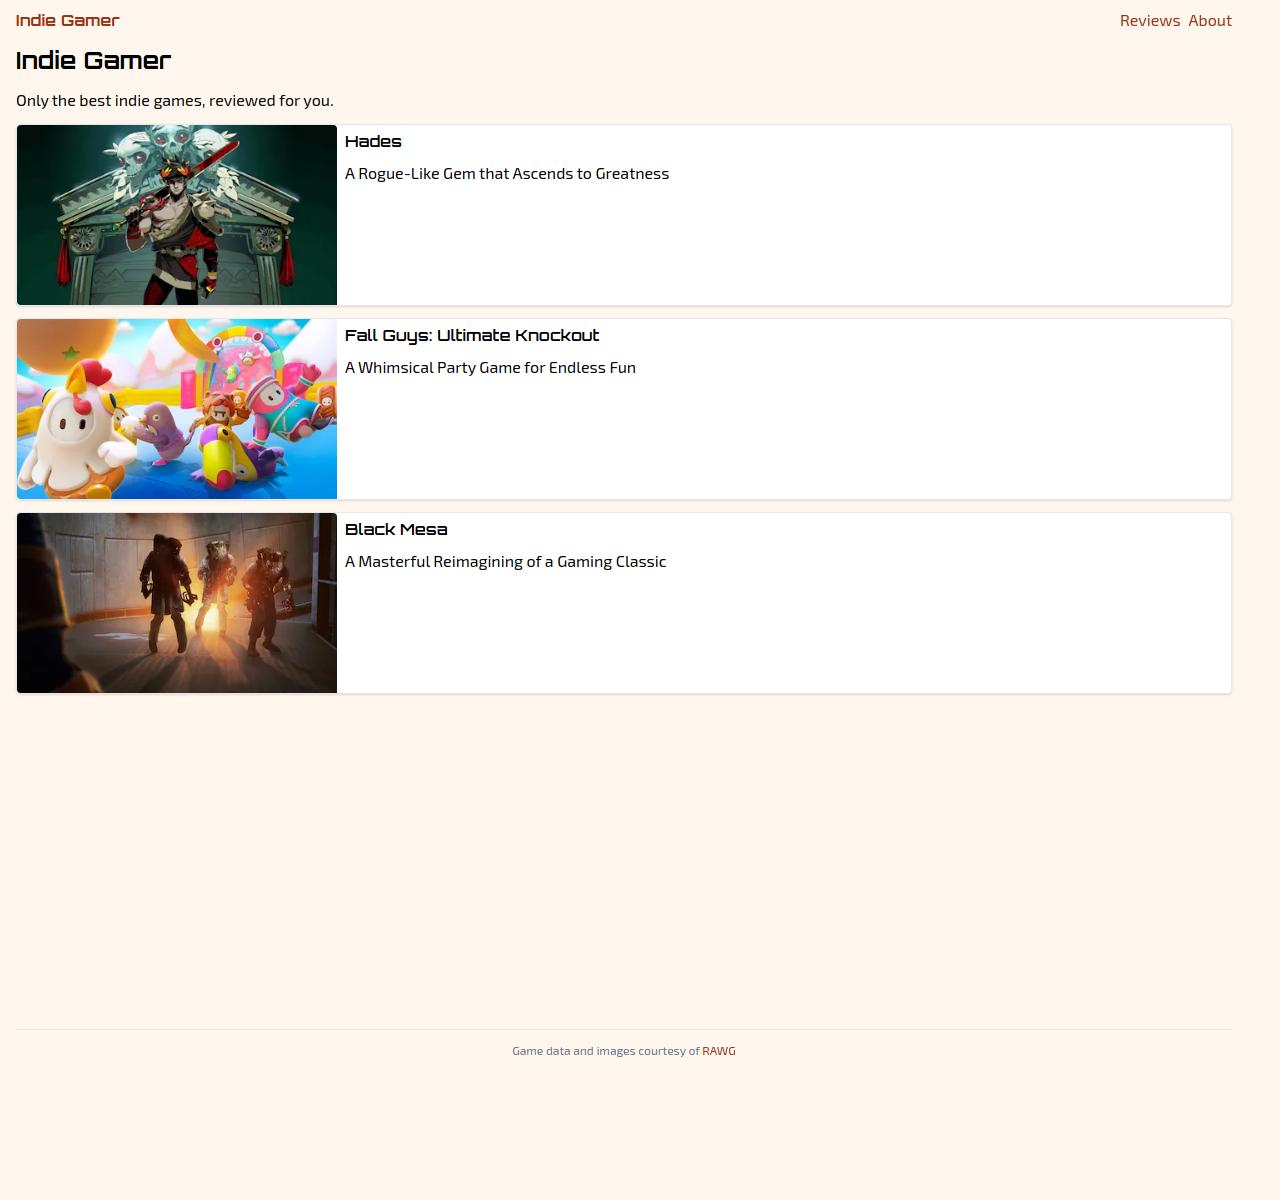 Indie Gamer
Reviews About
Indie Gamer
Only the best indie games, reviewed for you.
Hades
A Rogue-Like Gem that Ascends to Greatness
Fall Guys: Ultimate Knockout
A Whimsical Party Game for Endless Fun
Black Mesa
A Masterful Reimagining of a Gaming Classic
Game data and images courtesy of RAWG